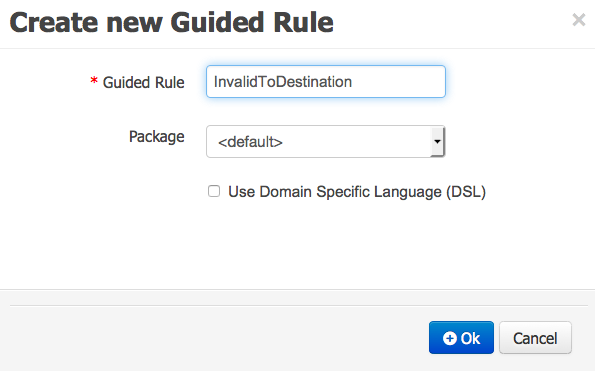 Create new Guided Rule ×
* Guided Rule InvalidToDestination
Package <default>
Use Domain Specific Language (DSL)
Ok Cancel